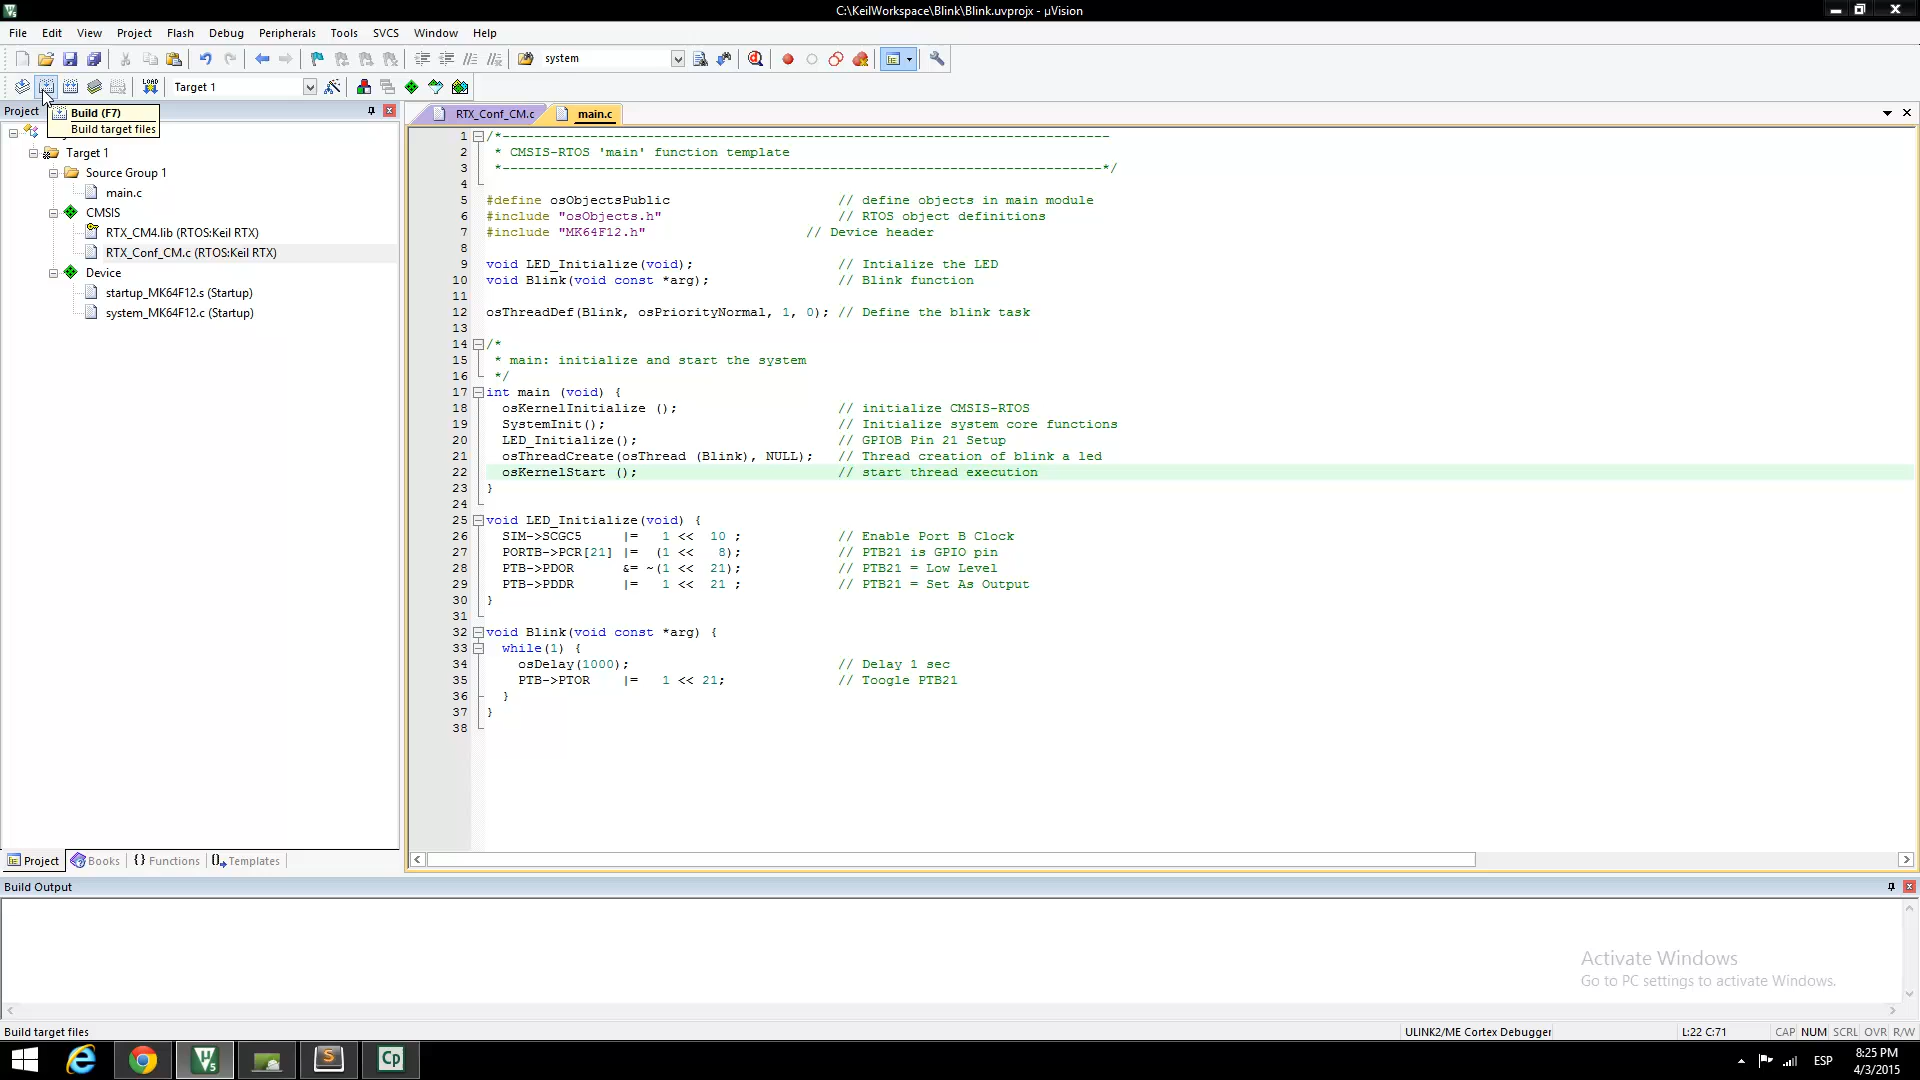 C:\KeilWorkspace\Blink\Blink.uvprojx - µVision
File Edit View Project Flash Debug Peripherals Tools SVCS Window Help
system
LOAD Target 1
Project
Build (F7)
Build target files
RTX_Conf_CM.c main.c
Target 1
Source Group 1
main.c
CMSIS
RTX_CM4.lib (RTOS:Keil RTX)
RTX_Conf_CM.c (RTOS:Keil RTX)
Device
startup_MK64F12.s (Startup)
system_MK64F12.c (Startup)
1 /*----------------------------------------------------------------------------
2 * CMSIS-RTOS 'main' function template
3 *---------------------------------------------------------------------------*/
4
5 #define osObjectsPublic // define objects in main module
6 #include "osObjects.h" // RTOS object definitions
7 #include "MK64F12.h" // Device header
8
9 void LED_Initialize(void); // Intialize the LED
10 void Blink(void const *arg); // Blink function
11
12 osThreadDef(Blink, osPriorityNormal, 1, 0); // Define the blink task
13
14 /*
15 * main: initialize and start the system
16 */
17 int main (void) {
18 osKernelInitialize (); // initialize CMSIS-RTOS
19 SystemInit(); // Initialize system core functions
20 LED_Initialize(); // GPIOB Pin 21 Setup
21 osThreadCreate(osThread (Blink), NULL); // Thread creation of blink a led
22 osKernelStart (); // start thread execution
23 }
24
25 void LED_Initialize(void) {
26 SIM->SCGC5 |= 1 << 10 ; // Enable Port B Clock
27 PORTB->PCR[21] |= (1 << 8); // PTB21 is GPIO pin
28 PTB->PDOR &= ~(1 << 21); // PTB21 = Low Level
29 PTB->PDDR |= 1 << 21 ; // PTB21 = Set As Output
30 }
31
32 void Blink(void const *arg) {
33 while(1) {
34 osDelay(1000); // Delay 1 sec
35 PTB->PTOR |= 1 << 21; // Toogle PTB21
36 }
37 }
38
Project Books {} Functions Templates
Build Output
Activate Windows
Go to PC settings to activate Windows.
Build target files ULINK2/ME Cortex Debugger L:22 C:71 CAP NUM SCRL OVR R/W
ESP 8:25 PM
4/3/2015